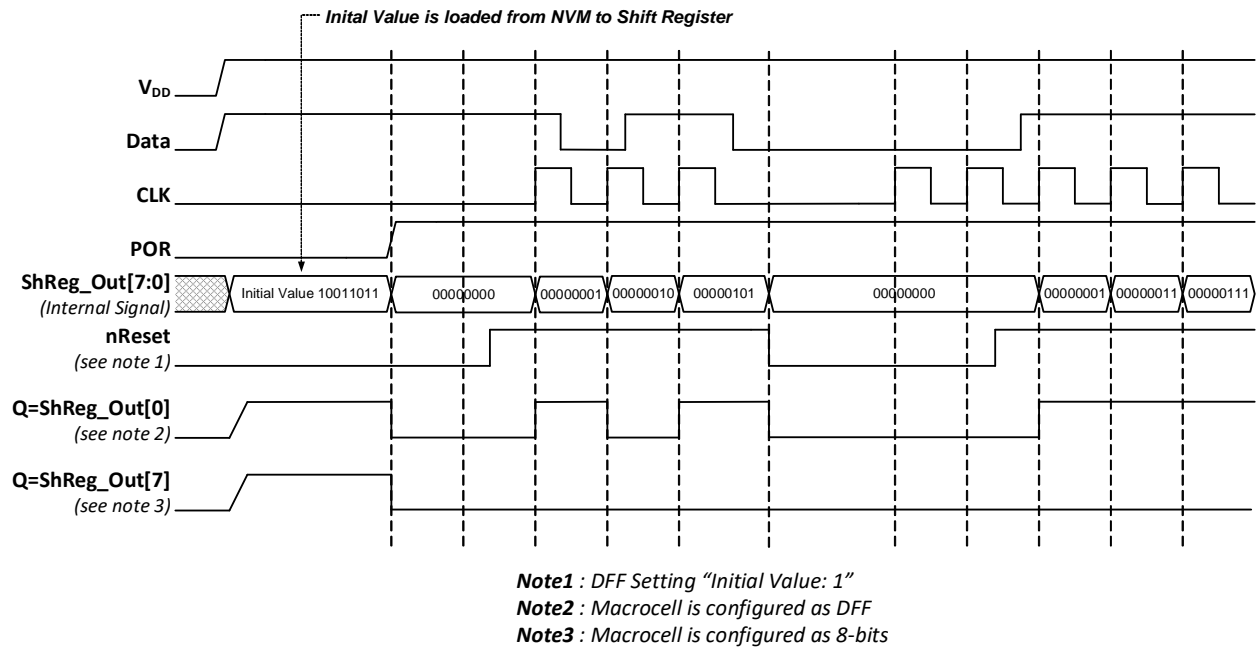 Inital Value is loaded from NVM to Shift Register
VDD
Data
CLK
POR
ShReg_Out[7:0]
(Internal Signal)
Initial Value 10011011 00000000 00000001 00000010 00000101 00000000 00000001 00000011 00000111
nReset
(see note 1)
Q=ShReg_Out[0]
(see note 2)
Q=ShReg_Out[7]
(see note 3)
Note1 : DFF Setting “Initial Value: 1”
Note2 : Macrocell is configured as DFF
Note3 : Macrocell is configured as 8-bits